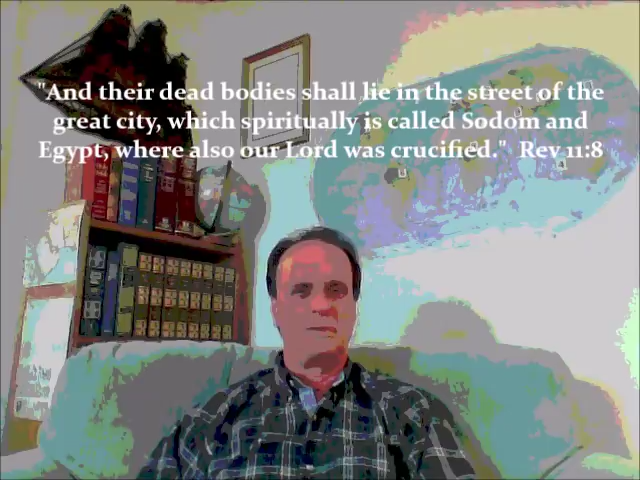 "And their dead bodies shall lie in the street of the
great city, which spiritually is called Sodom and
Egypt, where also our Lord was crucified."  Rev 11:8